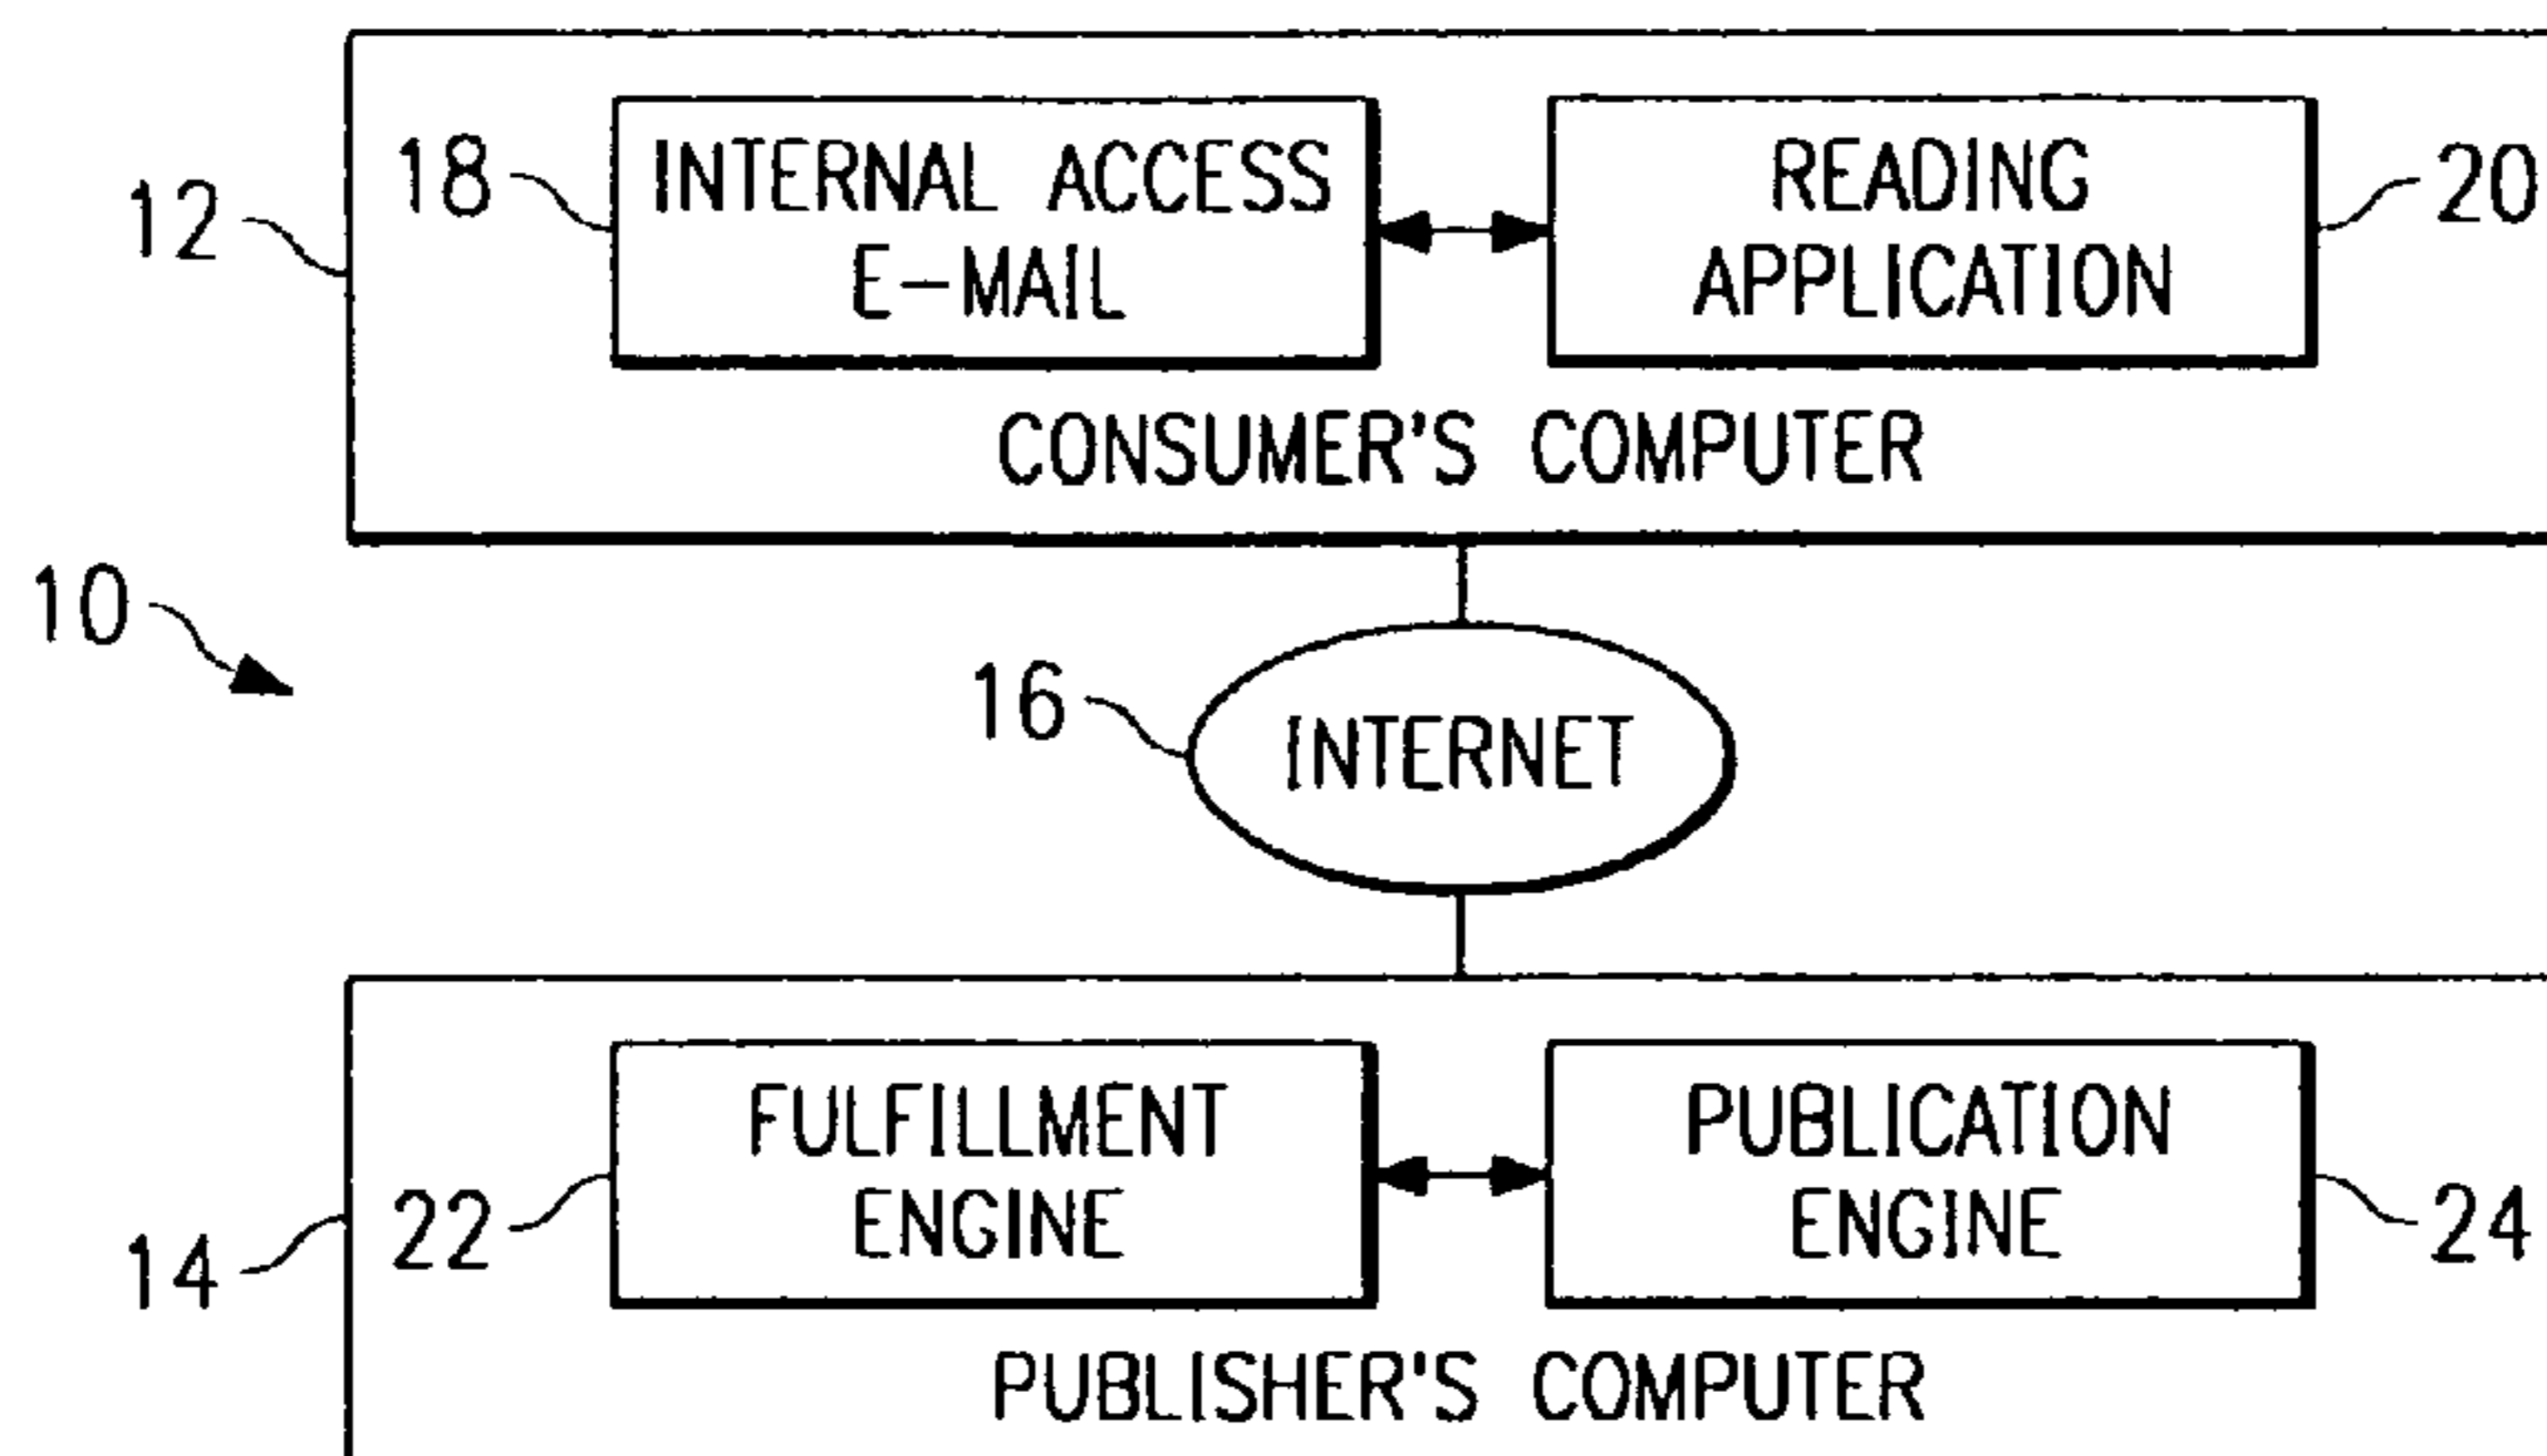 12
18
INTERNAL ACCESS
E-MAIL
READING
APPLICATION
20
CONSUMER'S COMPUTER
10
16
INTERNET
14
22
FULFILLMENT
ENGINE
PUBLICATION
ENGINE
24
PUBLISHER'S COMPUTER